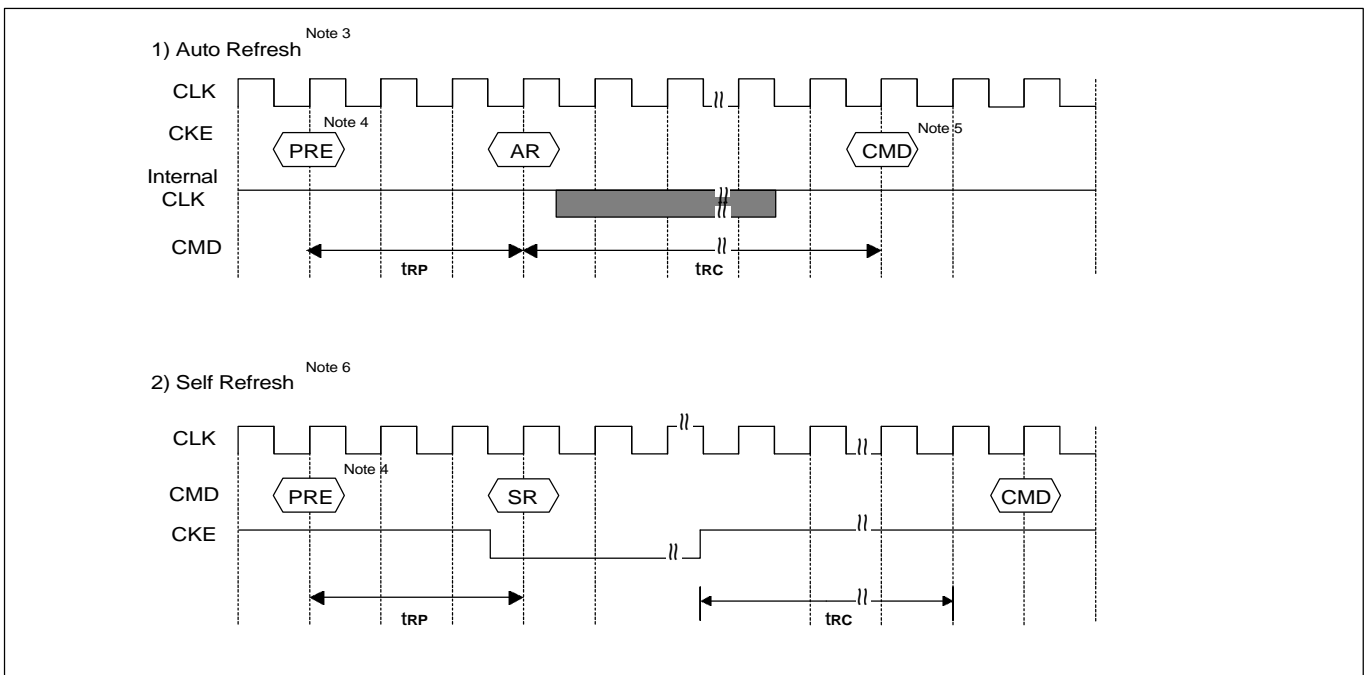 1) Auto Refresh Note 3
CLK
CKE
PRE Note 4 AR CMD Note 5
Internal
CLK
CMD
tRP tRC
2) Self Refresh Note 6
CLK
CMD
PRE Note 4 SR CMD
CKE
tRP tRC